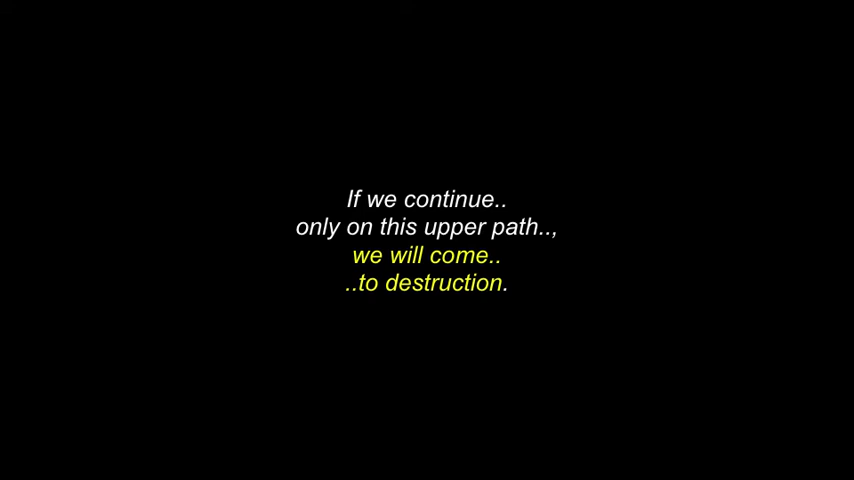 If we continue..
only on this upper path..,
we will come..
..to destruction.